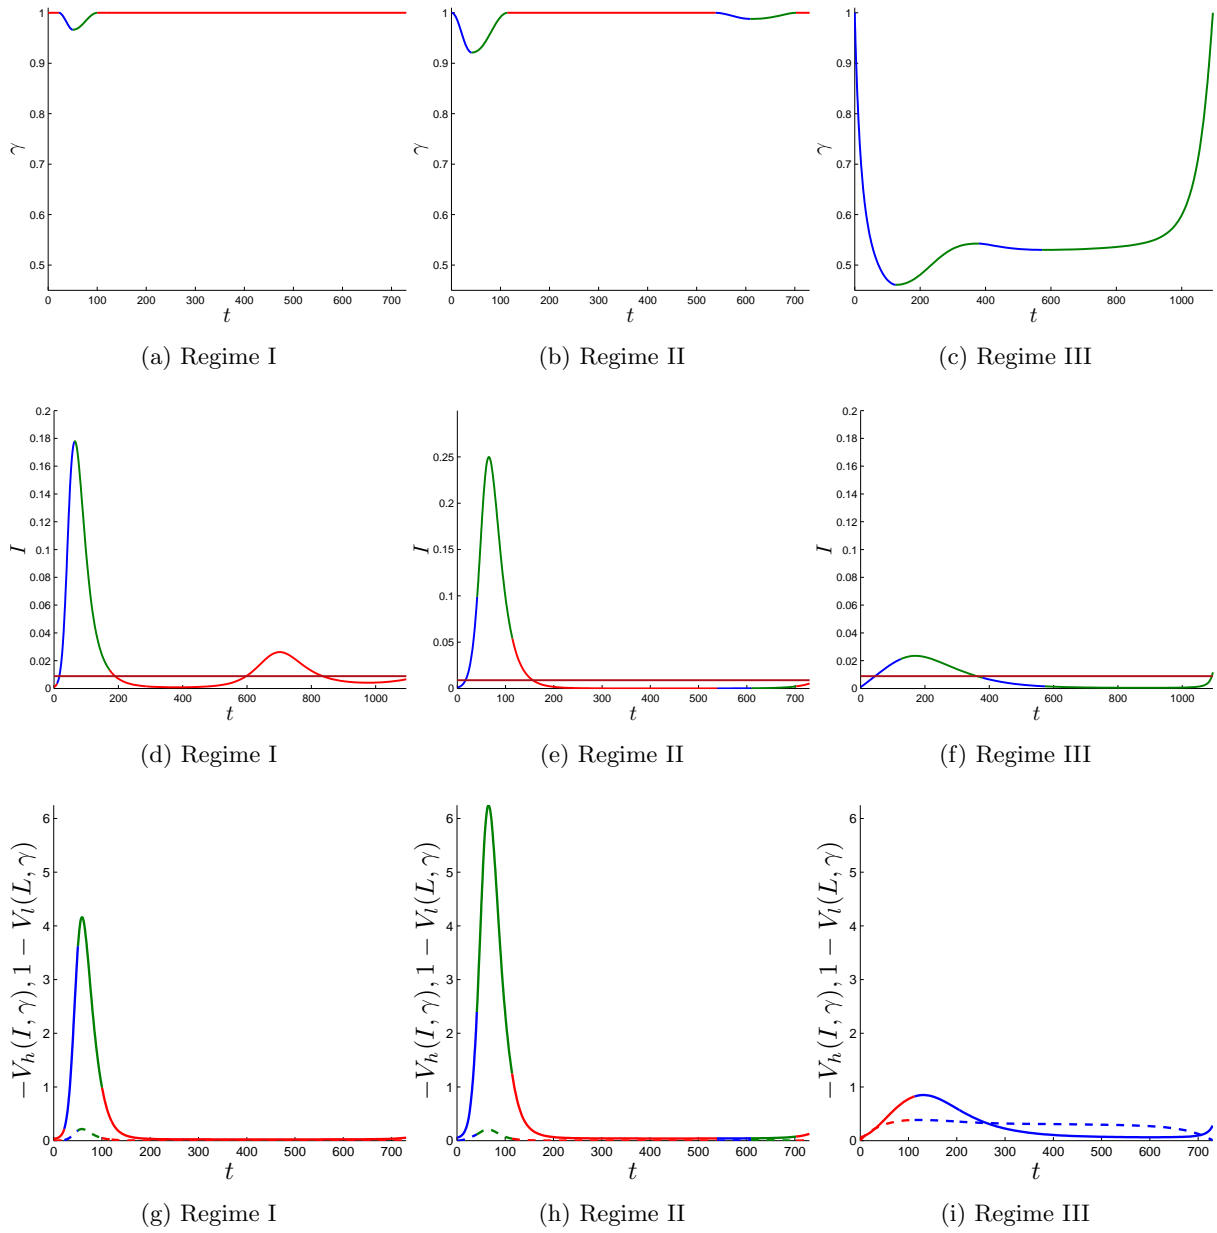 1
0.9
0.8
0.7
0.6
0.5
γ
0 100 200 300 400 500 600 700
t
(a) Regime I
1
0.9
0.8
0.7
0.6
0.5
γ
0 100 200 300 400 500 600 700
t
(b) Regime II
1
0.9
0.8
0.7
0.6
0.5
γ
0 200 400 600 800 1000
t
(c) Regime III
0.2
0.18
0.16
0.14
0.12
0.1
0.08
0.06
0.04
0.02
0
I
0 200 400 600 800 1000
t
(d) Regime I
0.25
0.2
0.15
0.1
0.05
0
I
0 100 200 300 400 500 600 700
t
(e) Regime II
0.2
0.18
0.16
0.14
0.12
0.1
0.08
0.06
0.04
0.02
0
I
0 200 400 600 800 1000
t
(f) Regime III
6
5
4
3
2
1
0
−V_h(I, γ), 1 − V_l(L, γ)
0 100 200 300 400 500 600 700
t
(g) Regime I
6
5
4
3
2
1
0
−V_h(I, γ), 1 − V_l(L, γ)
0 100 200 300 400 500 600 700
t
(h) Regime II
6
5
4
3
2
1
0
−V_h(I, γ), 1 − V_l(L, γ)
0 100 200 300 400 500 600 700
t
(i) Regime III